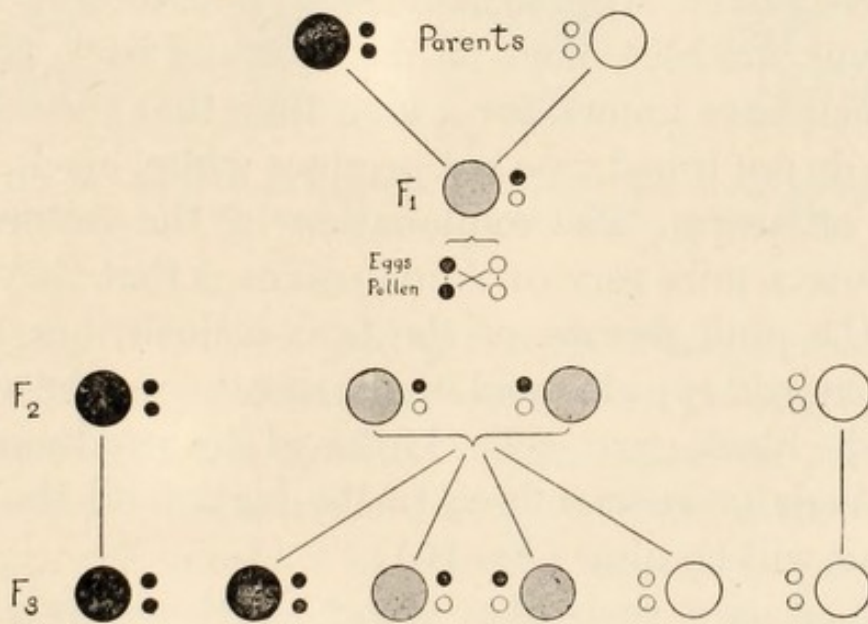 Parents
F₁
Eggs
Pollen
F₂
F₃